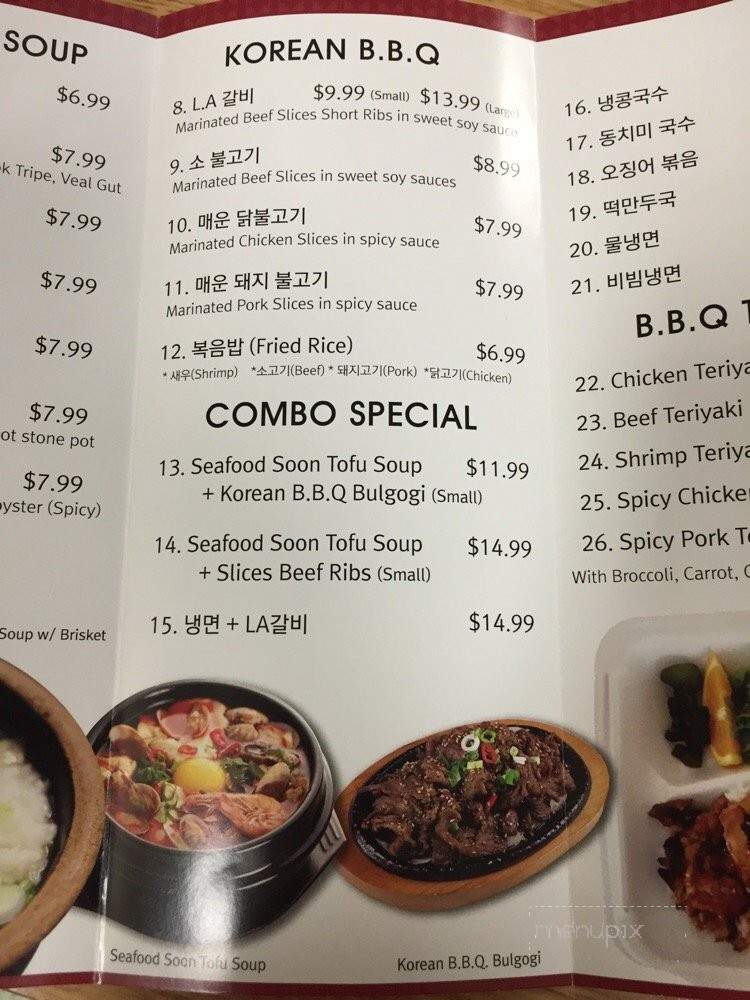 SOUP
$6.99
$7.99
k Tripe, Veal Gut
$7.99
$7.99
$7.99
$7.99
ot stone pot
$7.99
yster (Spicy)
Soup w/ Brisket
KOREAN B.B.Q
8. L.A 갈비 $9.99 (Small) $13.99 (Large)
Marinated Beef Slices Short Ribs in sweet soy sauce
9. 소 불고기 $8.99
Marinated Beef Slices in sweet soy sauces
10. 매운 닭불고기 $7.99
Marinated Chicken Slices in spicy sauce
11. 매운 돼지 불고기 $7.99
Marinated Pork Slices in spicy sauce
12. 복음밥 (Fried Rice) $6.99
* 새우(Shrimp) *소고기(Beef) * 돼지고기(Pork) *닭고기(Chicken)
COMBO SPECIAL
13. Seafood Soon Tofu Soup $11.99
+ Korean B.B.Q Bulgogi (Small)
14. Seafood Soon Tofu Soup $14.99
+ Slices Beef Ribs (Small)
15. 냉면 + LA갈비 $14.99
Seafood Soon Tofu Soup
Korean B.B.Q. Bulgogi
16. 냉콩국수
17. 동치미 국수
18. 오징어 볶음
19. 떡만두국
20. 물냉면
21. 비빔냉면
B.B.Q T
22. Chicken Teriya
23. Beef Teriyaki
24. Shrimp Teriya
25. Spicy Chicke
26. Spicy Pork Te
With Broccoli, Carrot,
menupix